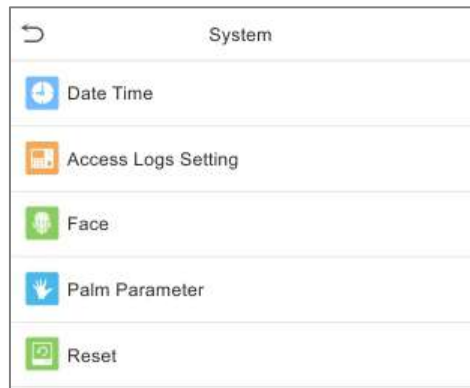 System
Date Time
Access Logs Setting
Face
Palm Parameter
Reset